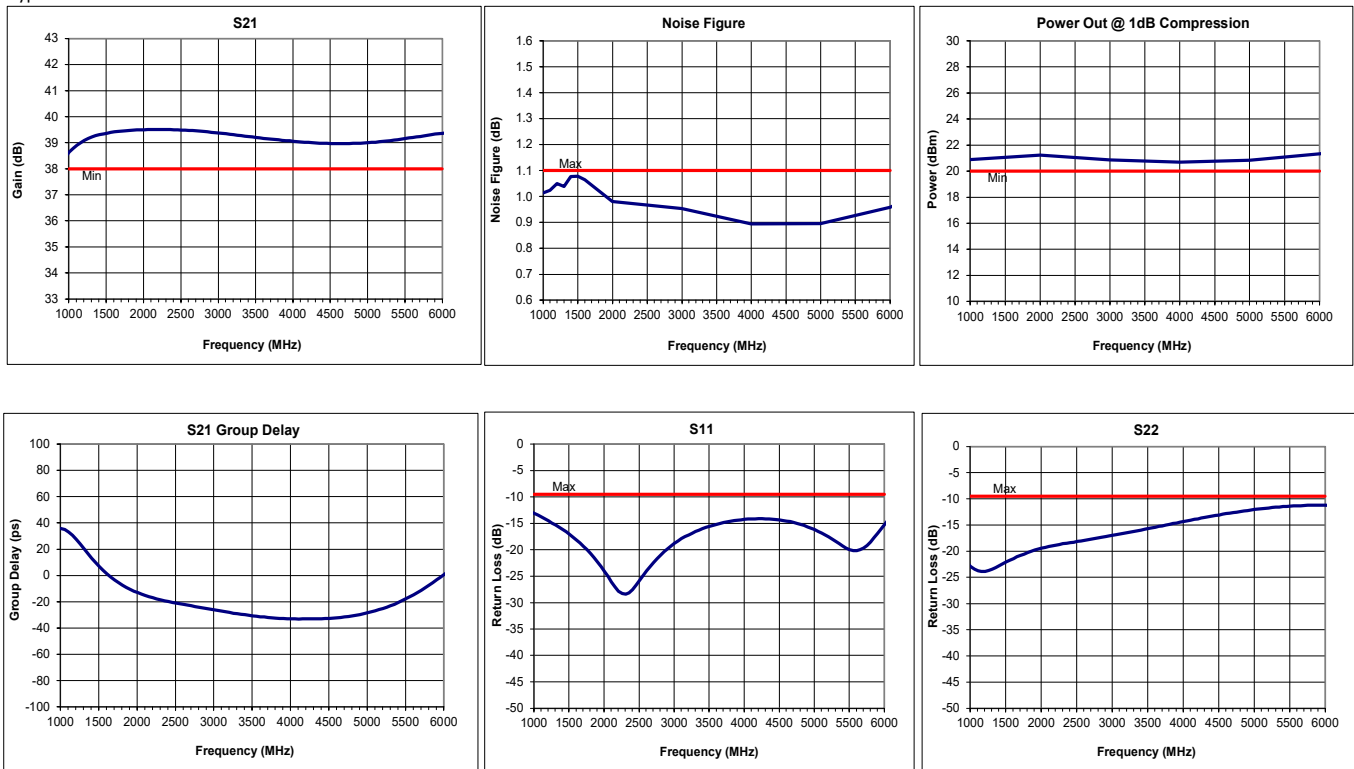 S21
Gain (dB)
43
42
41
40
39
38
37
36
35
34
33
Min
1000 1500 2000 2500 3000 3500 4000 4500 5000 5500 6000
Frequency (MHz)
Noise Figure
Noise Figure (dB)
1.6
1.5
1.4
1.3
1.2
1.1
1.0
0.9
0.8
0.7
0.6
Max
1000 1500 2000 2500 3000 3500 4000 4500 5000 5500 6000
Frequency (MHz)
Power Out @ 1dB Compression
Power (dBm)
30
28
26
24
22
20
18
16
14
12
10
Min
1000 1500 2000 2500 3000 3500 4000 4500 5000 5500 6000
Frequency (MHz)
S21 Group Delay
Group Delay (ps)
100
80
60
40
20
0
-20
-40
-60
-80
-100
1000 1500 2000 2500 3000 3500 4000 4500 5000 5500 6000
Frequency (MHz)
S11
Return Loss (dB)
0
-5
-10
-15
-20
-25
-30
-35
-40
-45
-50
Max
1000 1500 2000 2500 3000 3500 4000 4500 5000 5500 6000
Frequency (MHz)
S22
Return Loss (dB)
0
-5
-10
-15
-20
-25
-30
-35
-40
-45
-50
Max
1000 1500 2000 2500 3000 3500 4000 4500 5000 5500 6000
Frequency (MHz)